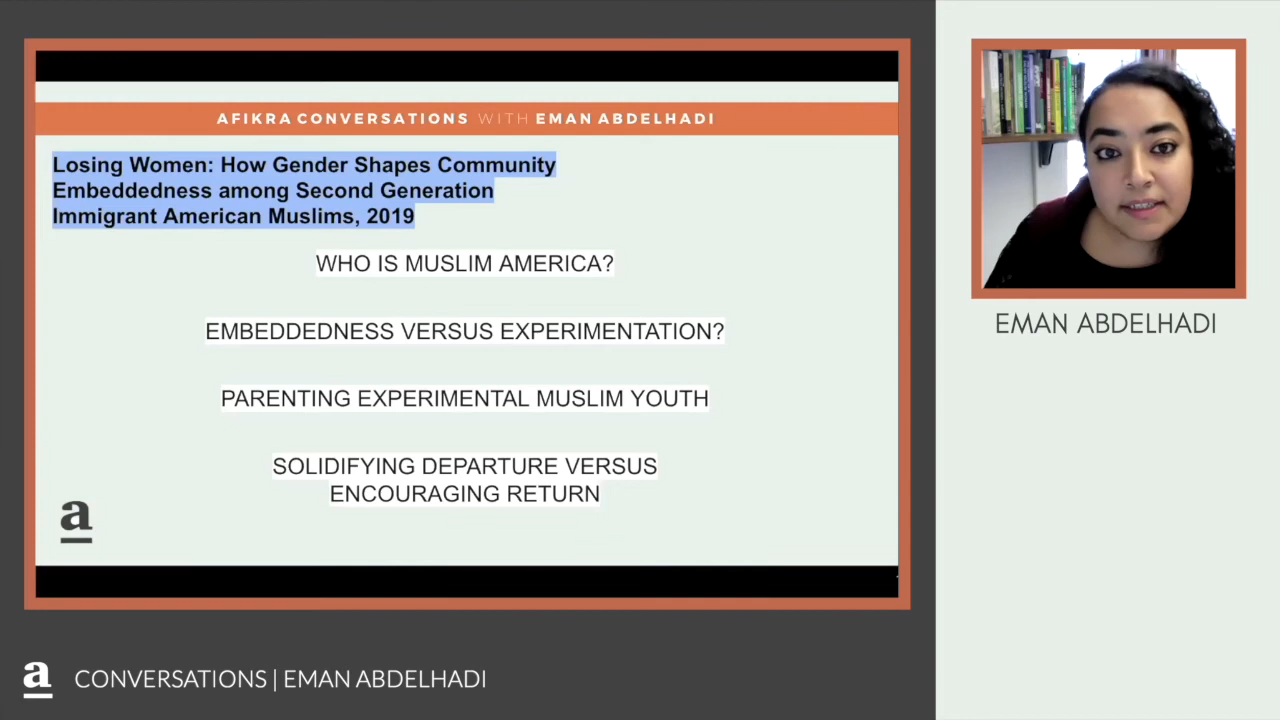 AFIKRA CONVERSATIONS WITH EMAN ABDELHADI
Losing Women: How Gender Shapes Community
Embeddedness among Second Generation
Immigrant American Muslims, 2019
WHO IS MUSLIM AMERICA?
EMBEDDEDNESS VERSUS EXPERIMENTATION?
PARENTING EXPERIMENTAL MUSLIM YOUTH
SOLIDIFYING DEPARTURE VERSUS
ENCOURAGING RETURN
a
EMAN ABDELHADI
a CONVERSATIONS | EMAN ABDELHADI